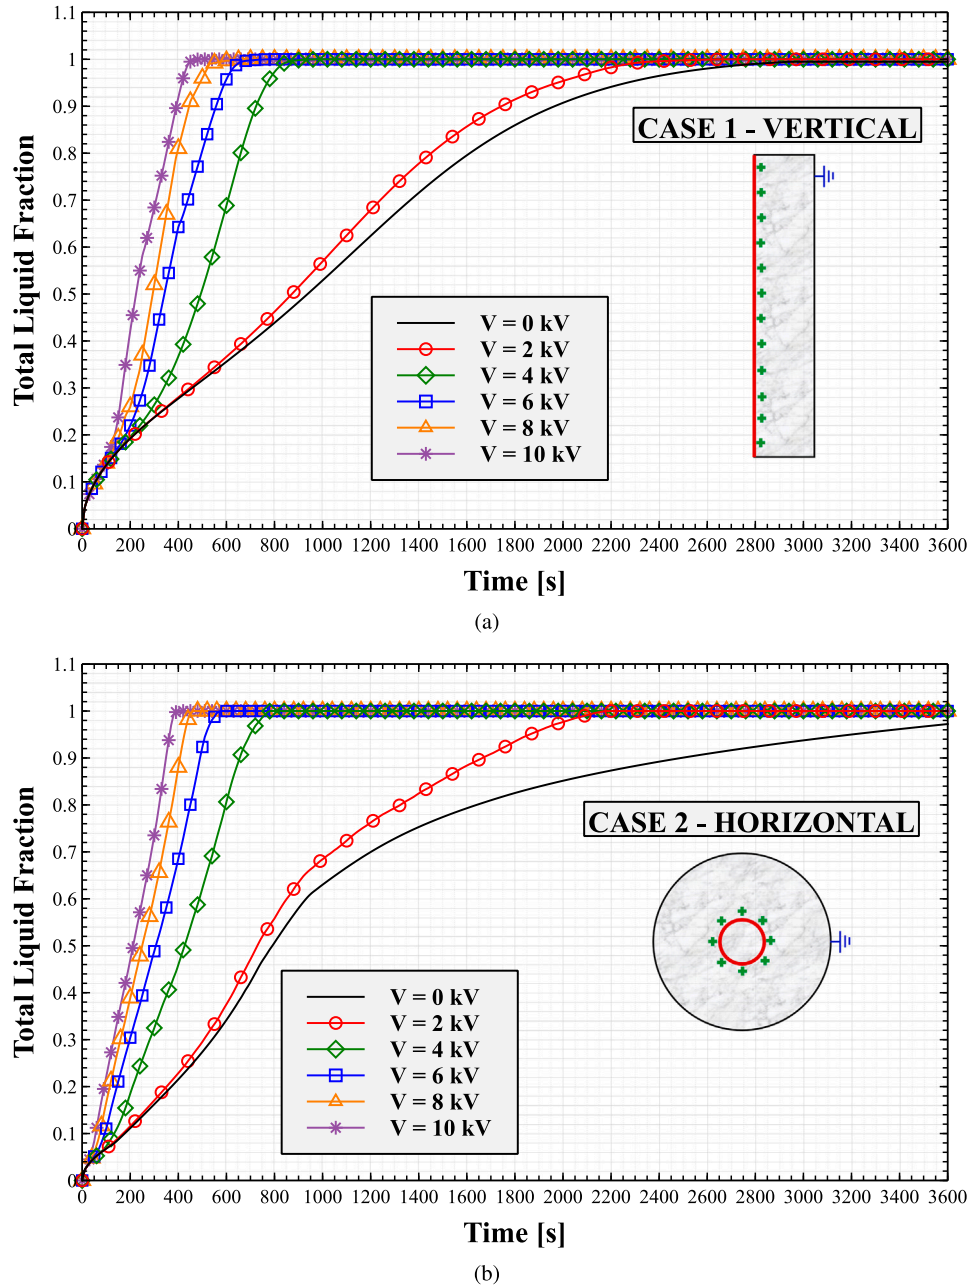 1.1
1
0.9
0.8
0.7
0.6
0.5
0.4
0.3
0.2
0.1
0
Total Liquid Fraction
CASE 1 - VERTICAL
V = 0 kV
V = 2 kV
V = 4 kV
V = 6 kV
V = 8 kV
V = 10 kV
0 200 400 600 800 1000 1200 1400 1600 1800 2000 2200 2400 2600 2800 3000 3200 3400 3600
Time [s]
(a)
1.1
1
0.9
0.8
0.7
0.6
0.5
0.4
0.3
0.2
0.1
0
Total Liquid Fraction
CASE 2 - HORIZONTAL
V = 0 kV
V = 2 kV
V = 4 kV
V = 6 kV
V = 8 kV
V = 10 kV
0 200 400 600 800 1000 1200 1400 1600 1800 2000 2200 2400 2600 2800 3000 3200 3400 3600
Time [s]
(b)